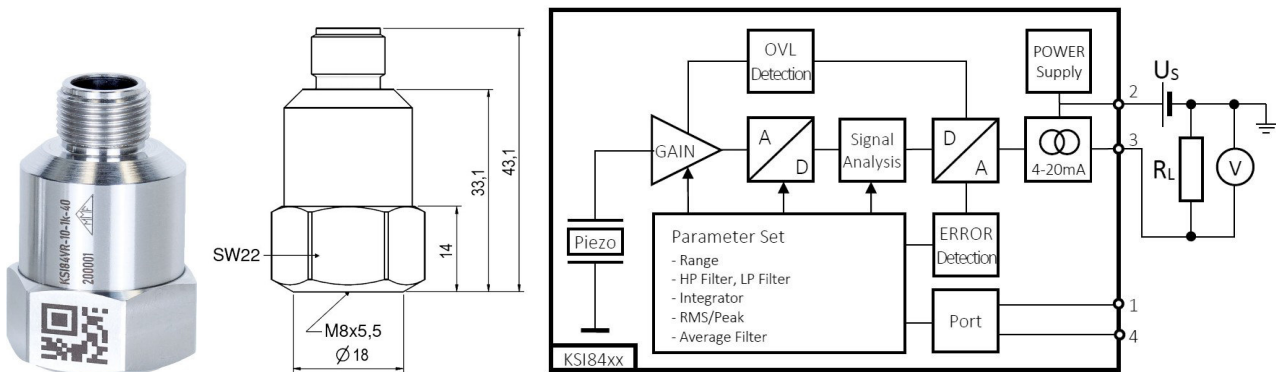 KSI84VR-10-1k-40
200001
MMF
SW22
14
33,1
43,1
M8x5,5
Ø 18
OVL
Detection
POWER
Supply
Us
2
GAIN
A
D
Signal
Analysis
D
A
4-20mA
3
RL
V
Piezo
Parameter Set
- Range
- HP Filter, LP Filter
- Integrator
- RMS/Peak
- Average Filter
ERROR
Detection
Port
1
4
KSI84xx